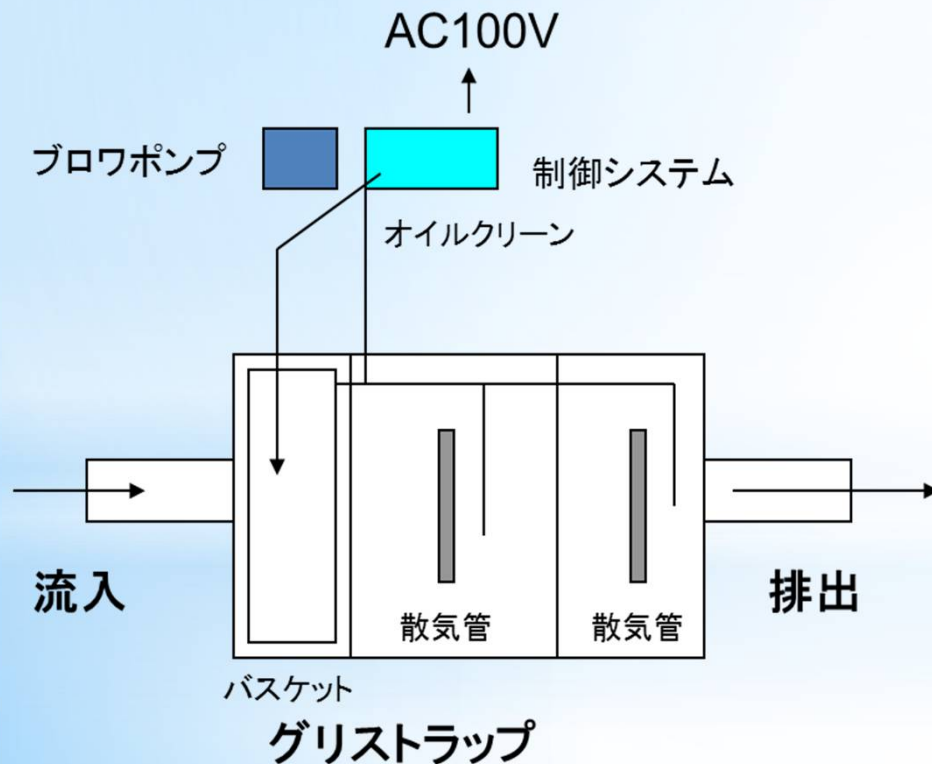 AC100V
ブロワポンプ
制御システム
オイルクリーン
流入
排出
散気管
散気管
バスケット
グリストラップ